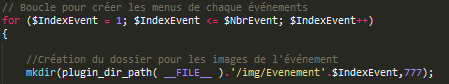 // Boucle pour créer les menus de chaque événements
for ($IndexEvent = 1; $IndexEvent <= $NbrEvent; $IndexEvent++)
{
//Création du dossier pour les images de l'événement
mkdir(plugin_dir_path( __FILE__ ).'/img/Evenement'.$IndexEvent,777);